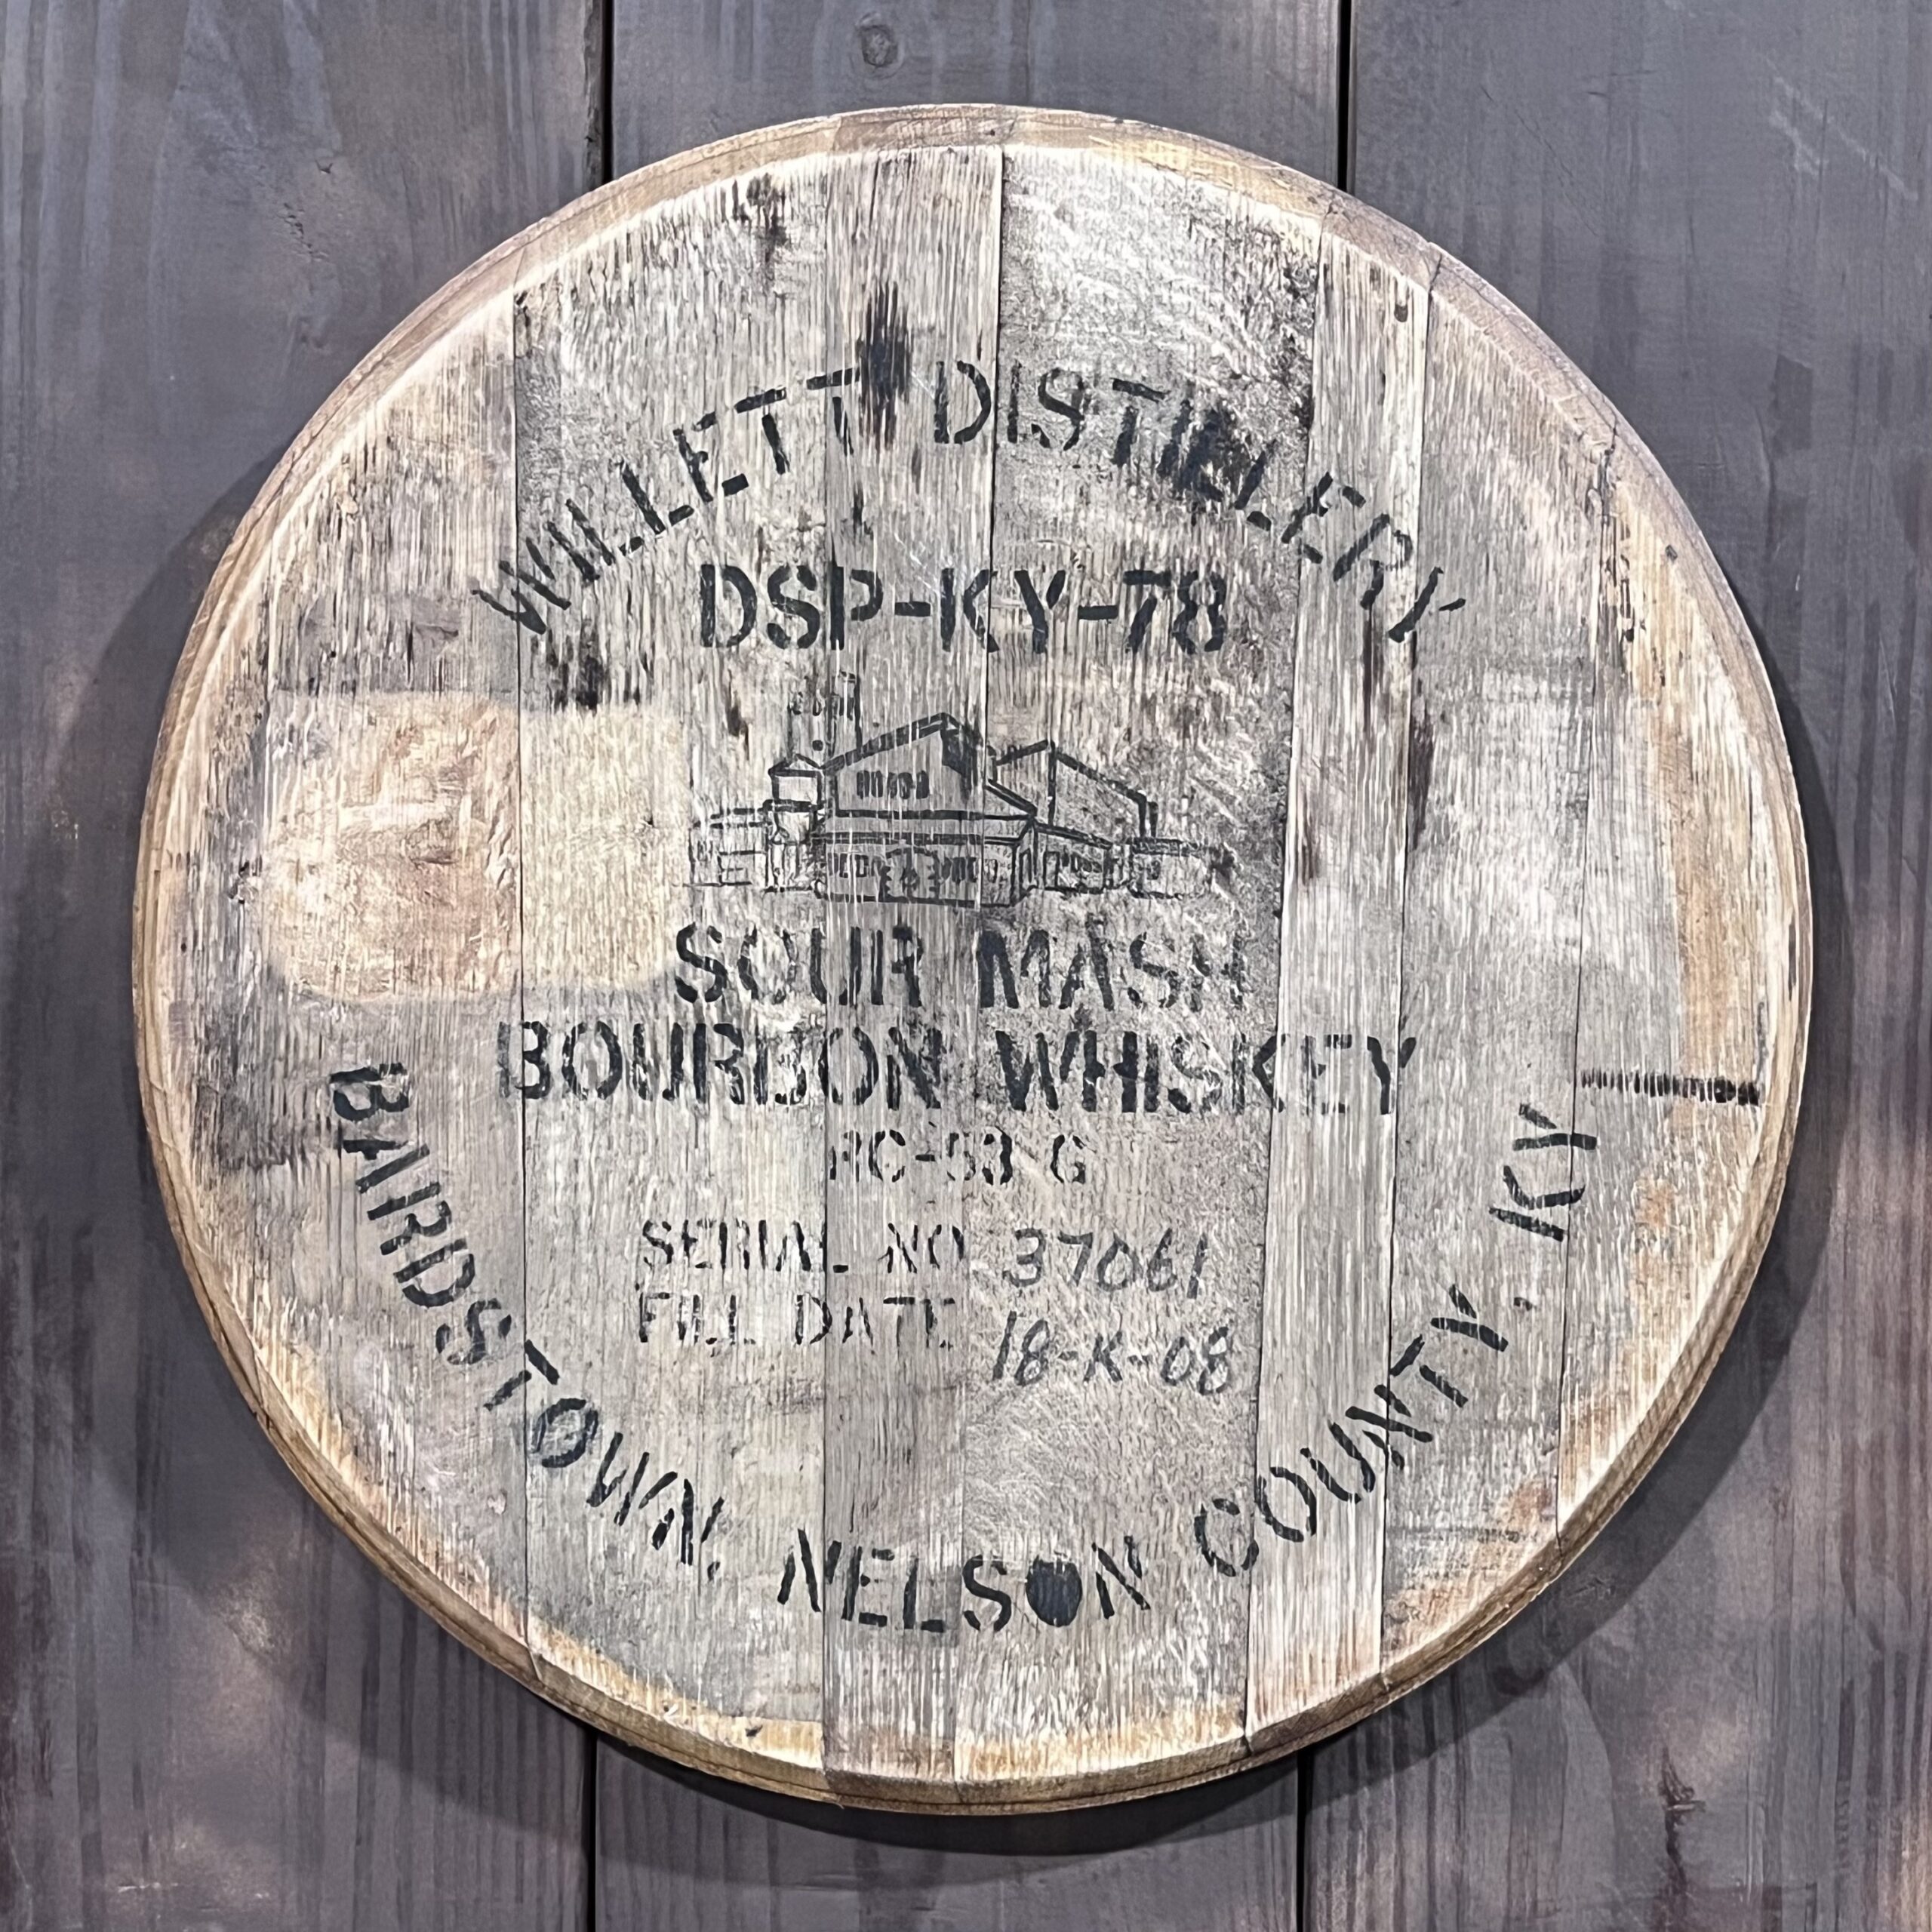 WILLETT DISTILLERY
DSP-KY-78
SOUR MASH
BOURBON WHISKEY
RC-53 G
SERIAL NO 37061
FILL DATE 18-K-08
BARDSTOWN, NELSON COUNTY, KY